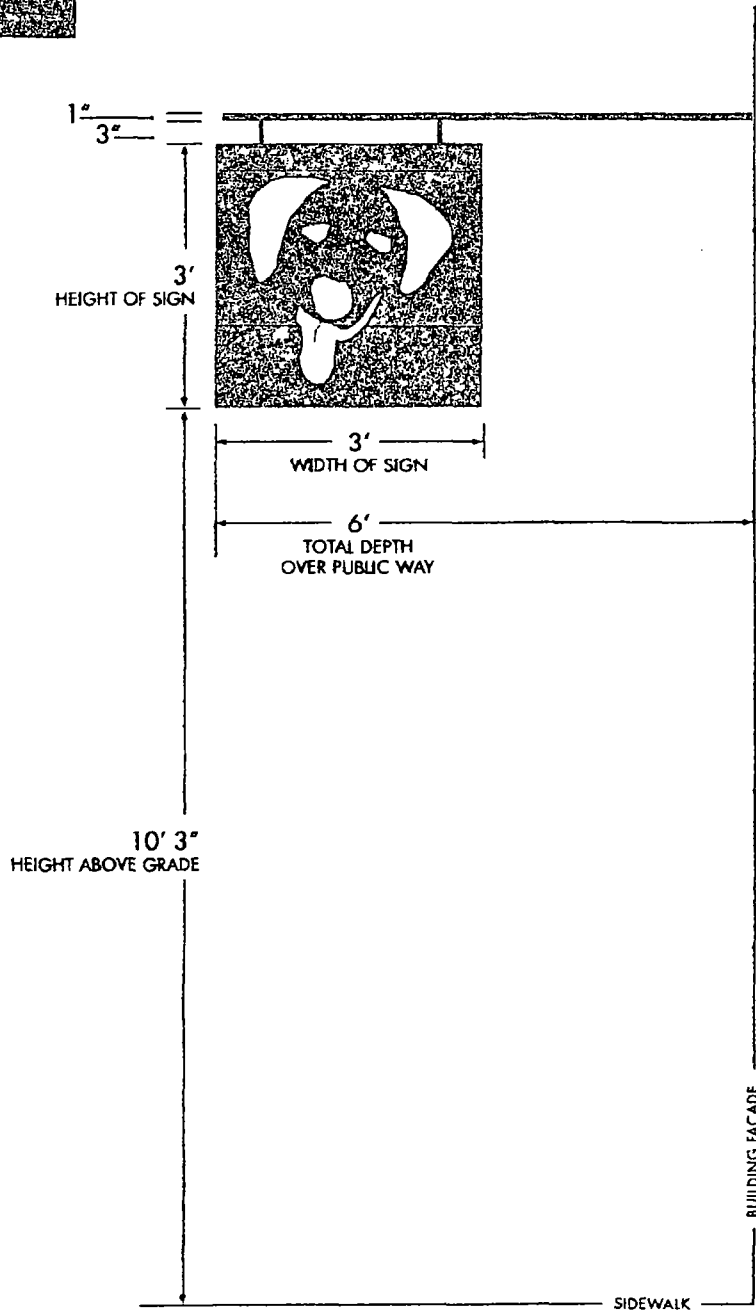 1"
3"
3'
HEIGHT OF SIGN
3'
WIDTH OF SIGN
6'
TOTAL DEPTH
OVER PUBLIC WAY
10' 3"
HEIGHT ABOVE GRADE
BUILDING FACADE
SIDEWALK